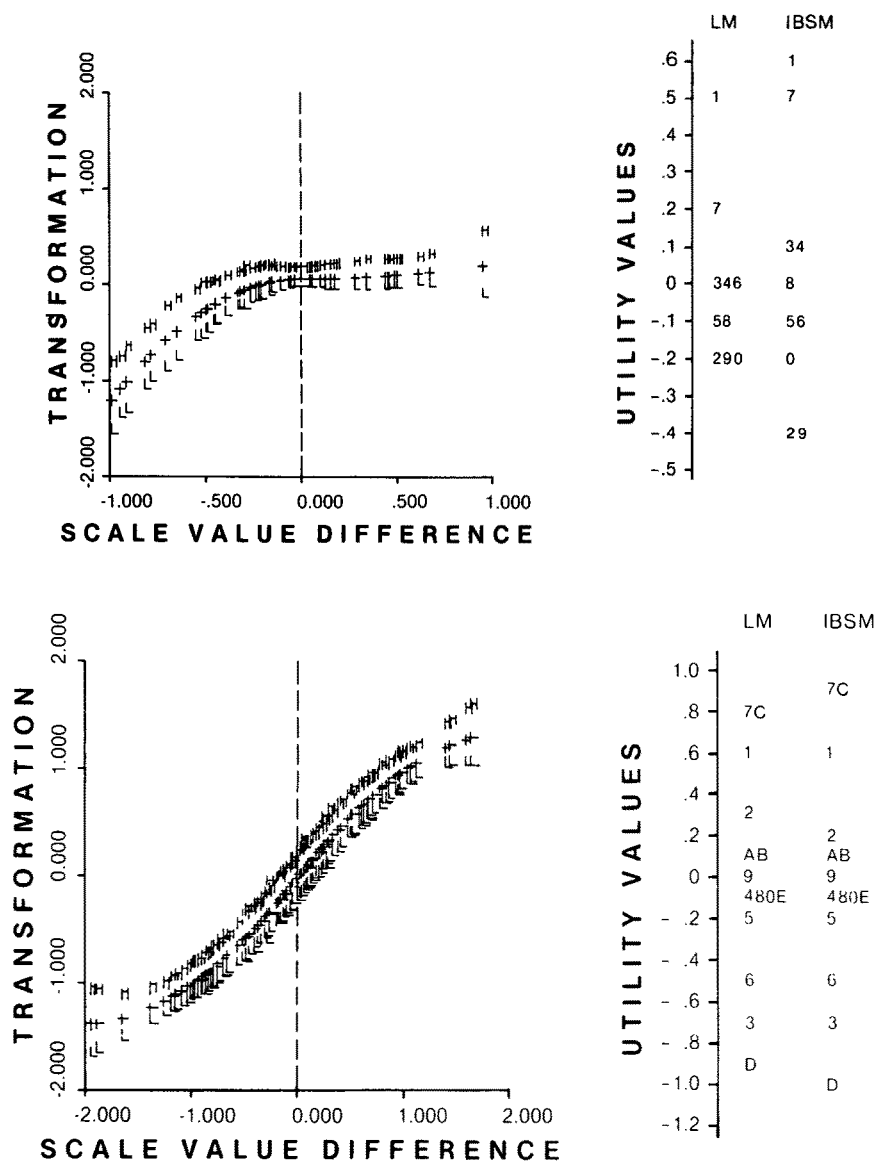 LM IBSM
.6 1
.5 1 7
.4
.3
.2 7
.1 34
0 346 8
-.1 58 56
-.2 290 0
-.3
-.4 29
-.5
UTILITY VALUES
2.000
1.000
0.000
-1.000
-2.000
TRANSFORMATION
-1.000 -.500 0.000 .500 1.000
SCALE VALUE DIFFERENCE
LM IBSM
1.0 7C
.8 7C
.6 1 1
.4
2
.2 2
AB AB
0 9 9
480E 480E
-.2 5 5
-.4
6 6
-.6
3 3
-.8
D
-1.0 D
-1.2
UTILITY VALUES
2.000
1.000
0.000
-1.000
-2.000
TRANSFORMATION
-2.000 -1.000 0.000 1.000 2.000
SCALE VALUE DIFFERENCE